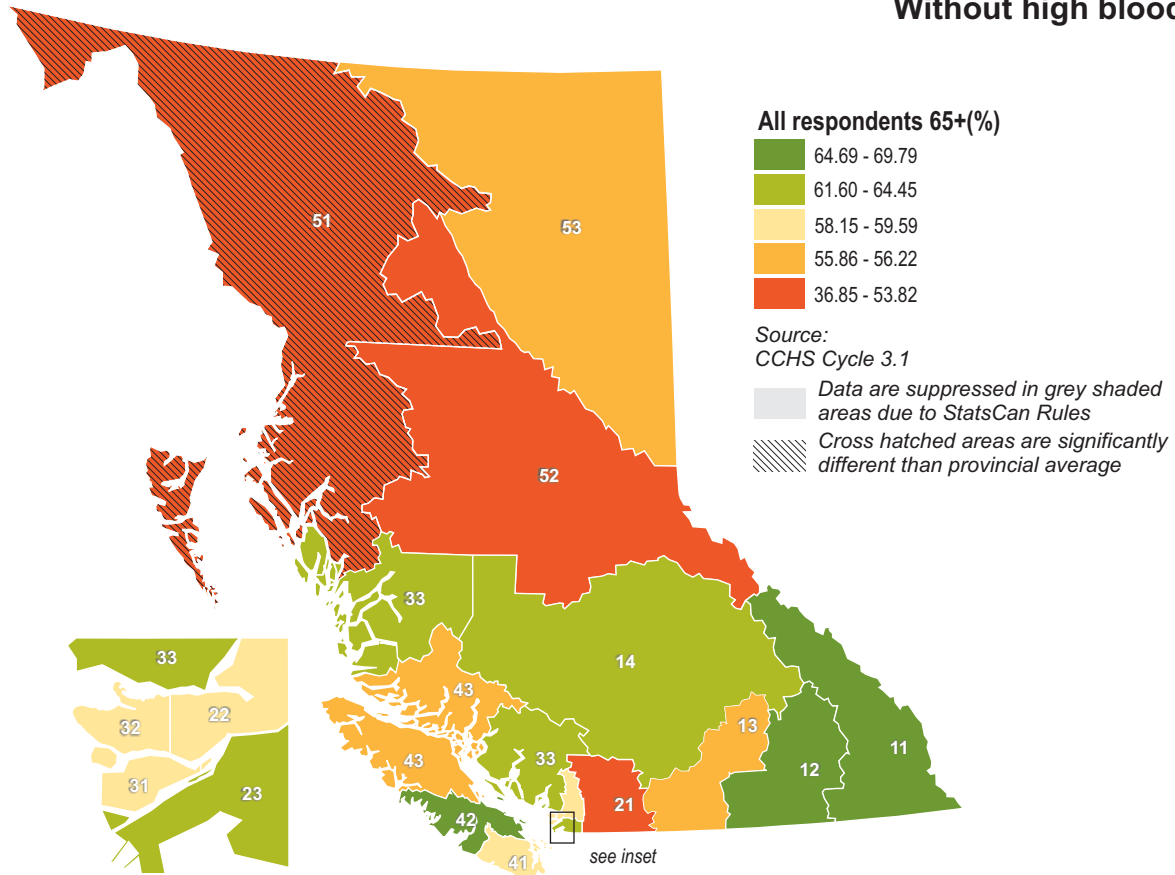 Without high blood
All respondents 65+(%)
64.69 - 69.79
61.60 - 64.45
58.15 - 59.59
55.86 - 56.22
36.85 - 53.82
Source:
CCHS Cycle 3.1
Data are suppressed in grey shaded
areas due to StatsCan Rules
Cross hatched areas are significantly
different than provincial average
51
53
52
33
14
43
13
11
12
33
43
21
42
41
see inset
33
32
22
31
23